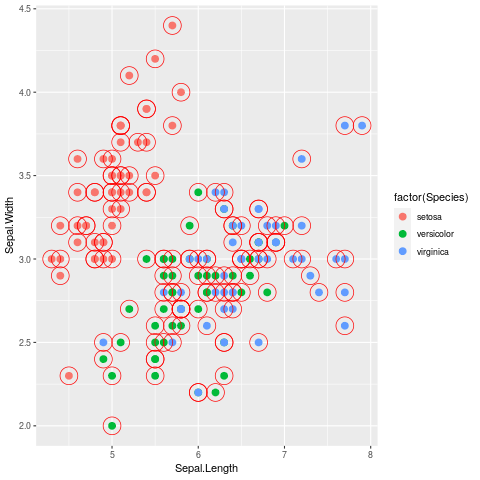 4.5
4.0
3.5
3.0
2.5
2.0
Sepal.Width
5
6
7
8
Sepal.Length
factor(Species)
setosa
versicolor
virginica